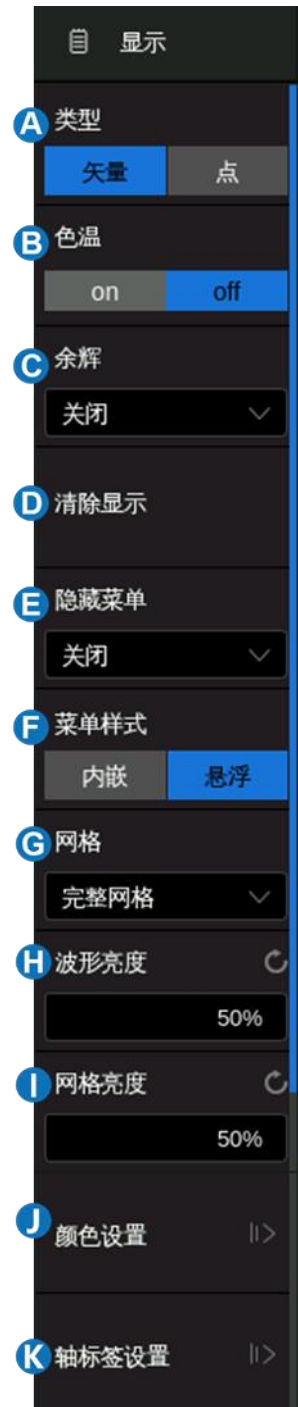 显示
A 类型
矢量 点
B 色温
on off
C 余辉
关闭
D 清除显示
E 隐藏菜单
关闭
F 菜单样式
内嵌 悬浮
G 网格
完整网格
H 波形亮度
50%
I 网格亮度
50%
J 颜色设置
K 轴标签设置